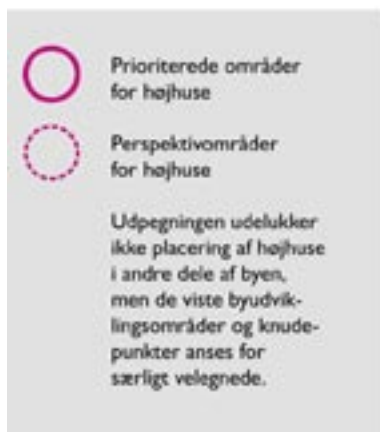 Prioriterede områder
for højhuse
Perspektivområder
for højhuse
Udpegningen udelukker
ikke placering af højhuse
i andre dele af byen,
men de viste byudvik-
lingsområder og knude-
punkter anses for
særligt velegnede.